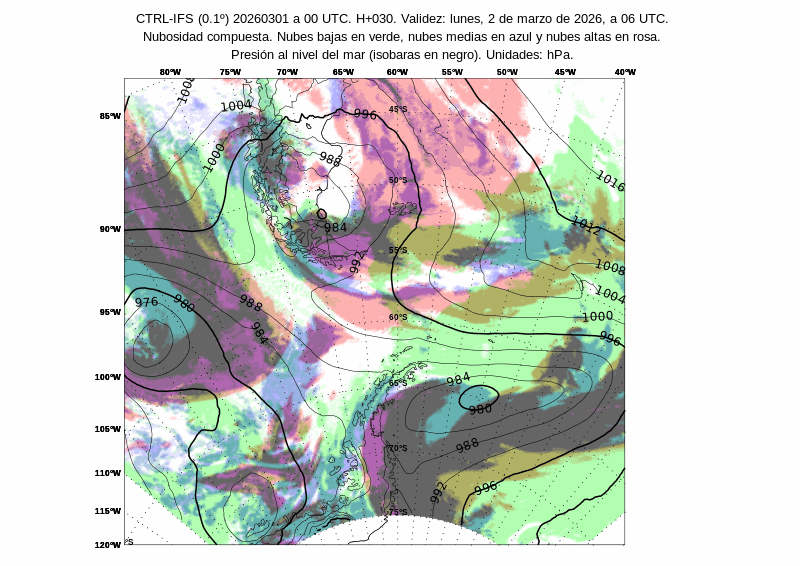 CTRL-IFS (0.1º) 20260301 a 00 UTC. H+030. Validez: lunes, 2 de marzo de 2026, a 06 UTC.
Nubosidad compuesta. Nubes bajas en verde, nubes medias en azul y nubes altas en rosa.
Presión al nivel del mar (isobaras en negro). Unidades: hPa.
80°W 75°W 70°W 65°W 60°W 55°W 50°W 45°W 40°W
1008
1004
996
45°S
85°W
1000
988
50°S
1016
984
1012
90°W
55°S
992
1008
976
980
988
1004
95°W
60°S
1000
984
996
100°W
65°S
984
980
105°W
70°S
988
110°W
992
996
115°W
75°S
120°W
°S